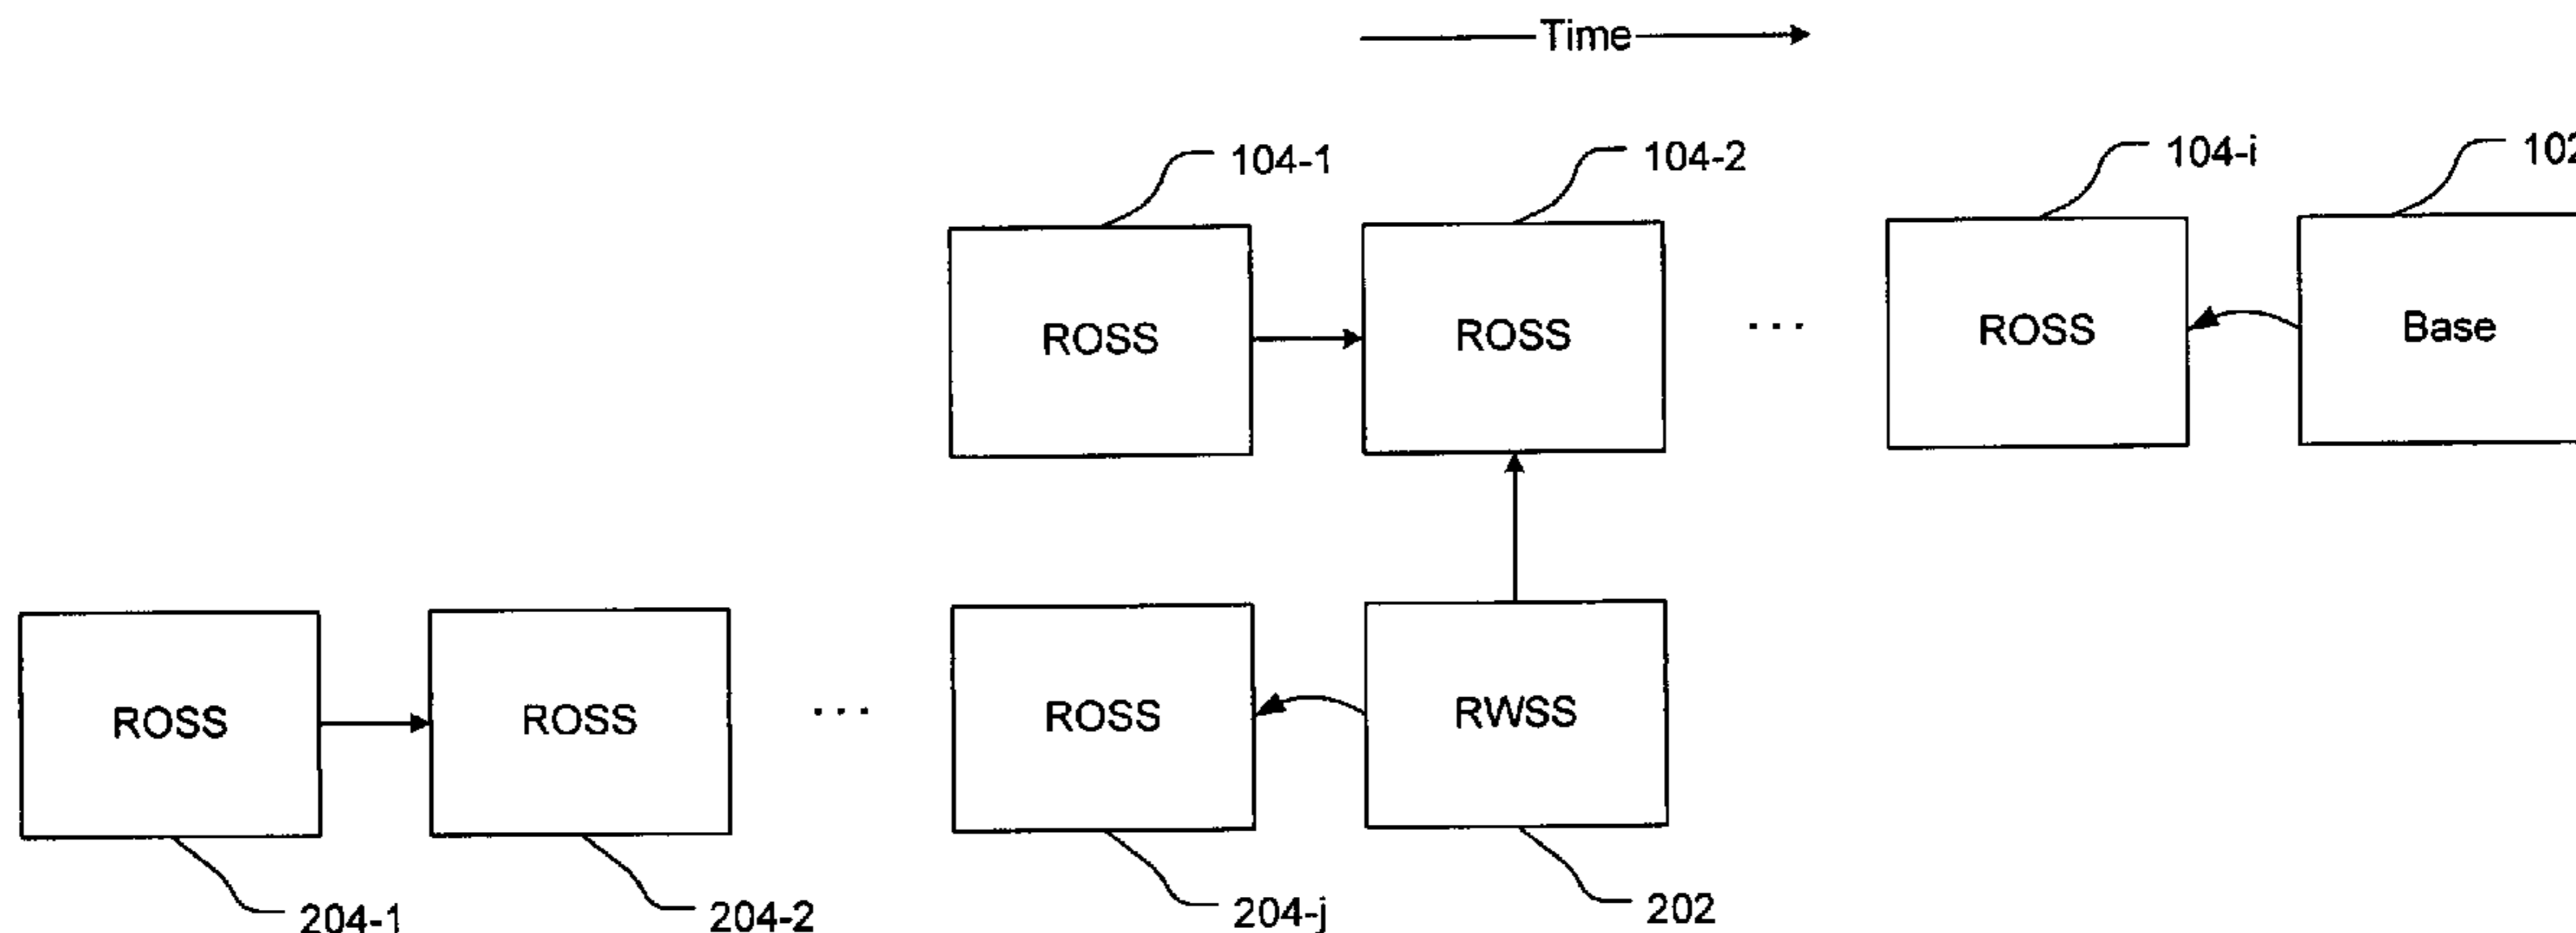 Time
104-1 104-2 104-i 102
ROSS ROSS ... ROSS Base
ROSS ROSS ... ROSS RWSS
204-1 204-2 204-j 202